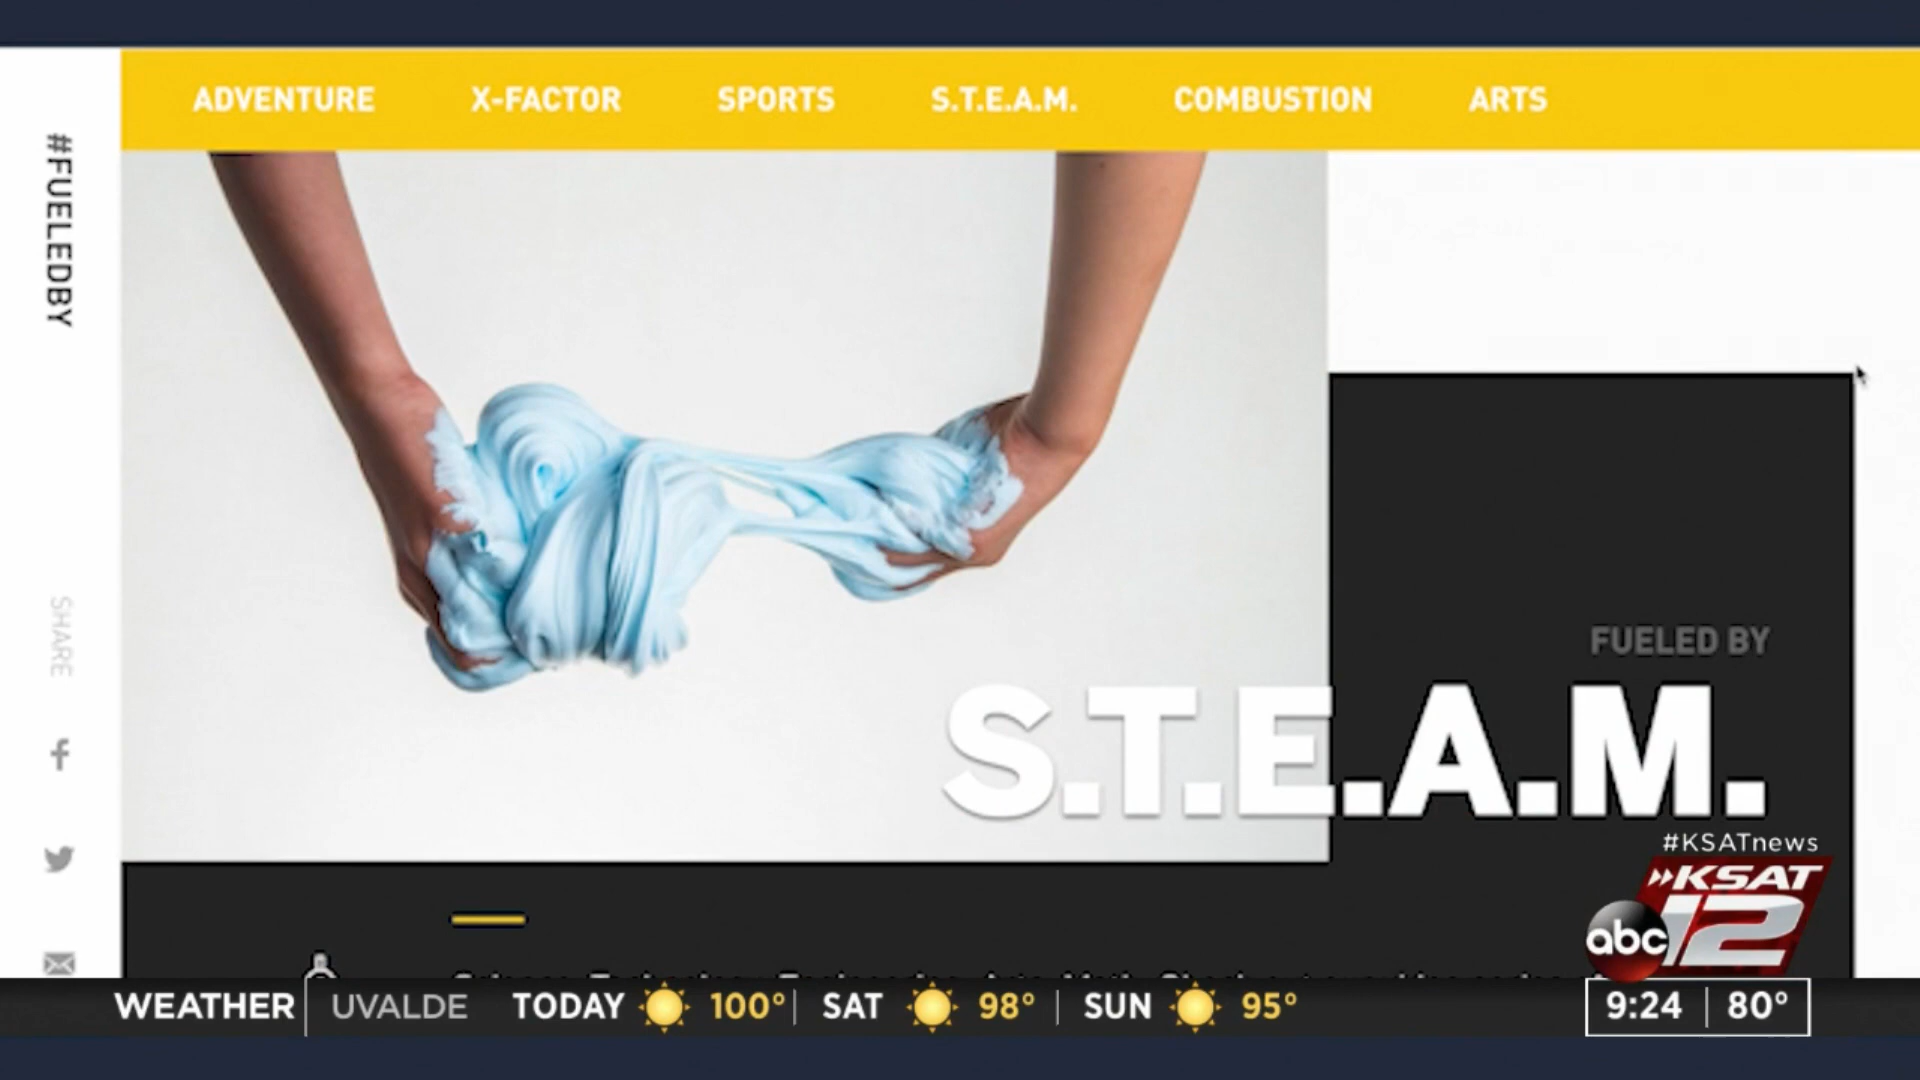 ADVENTURE X-FACTOR SPORTS S.T.E.A.M. COMBUSTION ARTS
#FUELEDBY
SHARE
FUELED BY
S.T.E.A.M.
#KSATnews
KSAT
abc 12
WEATHER UVALDE TODAY 100° SAT 98° SUN 95° 9:24 80°